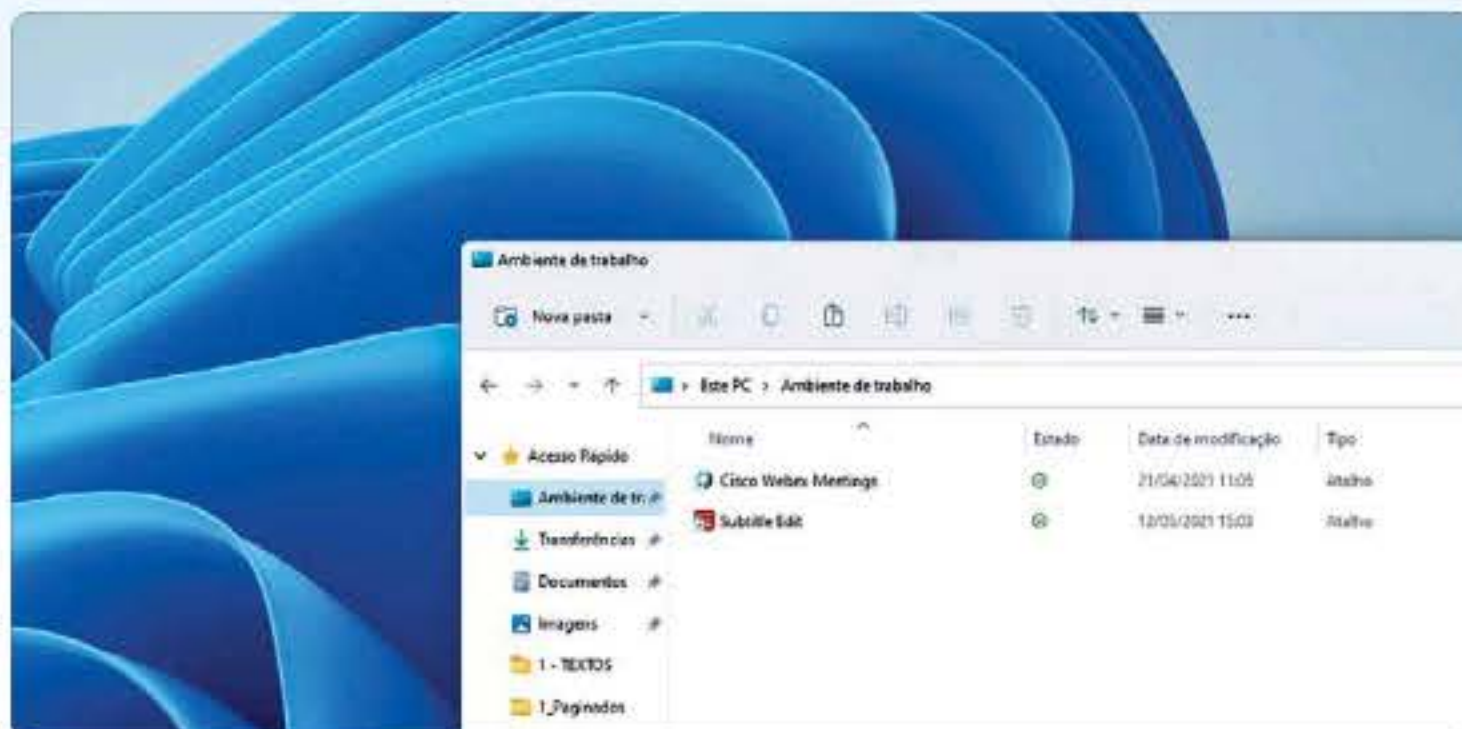 Ambiente de trabalho
Nova pasta
Este PC > Ambiente de trabalho
Nome Estado Data de modificação Tipo
Acesso Rápido
Cisco Webex Meetings 21/04/2021 11:05 Atalho
Ambiente de tr
Subtitle Edit 12/05/2021 15:03 Atalho
Transferências
Documentos
Imagens
1 - TEXTOS
1_Paginados